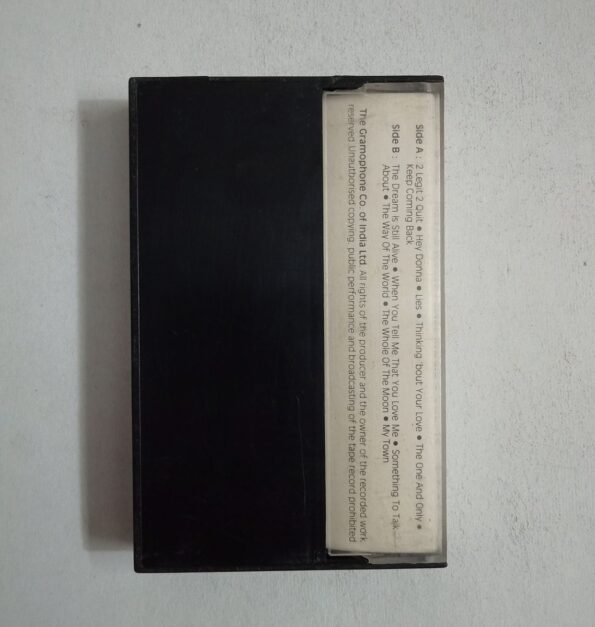 Side A : 2 Legit 2 Quit ● Hey Donna ● Lies ● Thinking 'bout Your Love ● The One And Only ●
Keep Coming Back
Side B : The Dream is Still Alive ● When You Tell Me That You Love Me ● Something To Talk
About ● The Way Of The World ● The Whole Of The Moon ● My Town
The Gramophone Co. of India Ltd. All rights of the producer and the owner of the recorded work
reserved. Unauthorised copying, public performance and broadcasting of the tape record prohibited